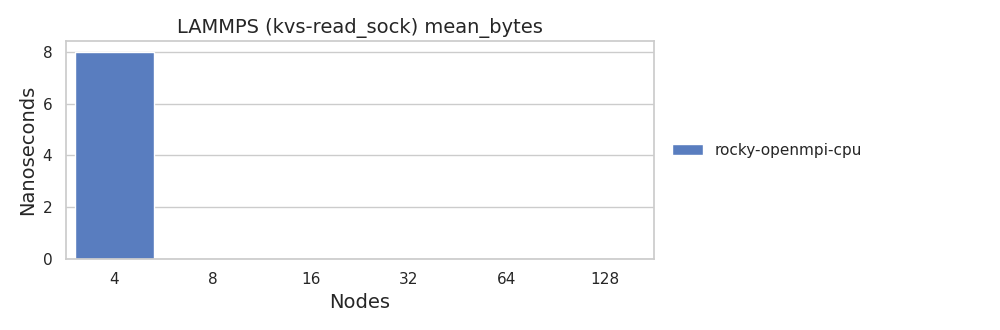 LAMMPS (kvs-read_sock) mean_bytes
Nanoseconds
8
6
4
2
0
4 8 16 32 64 128
Nodes
rocky-openmpi-cpu